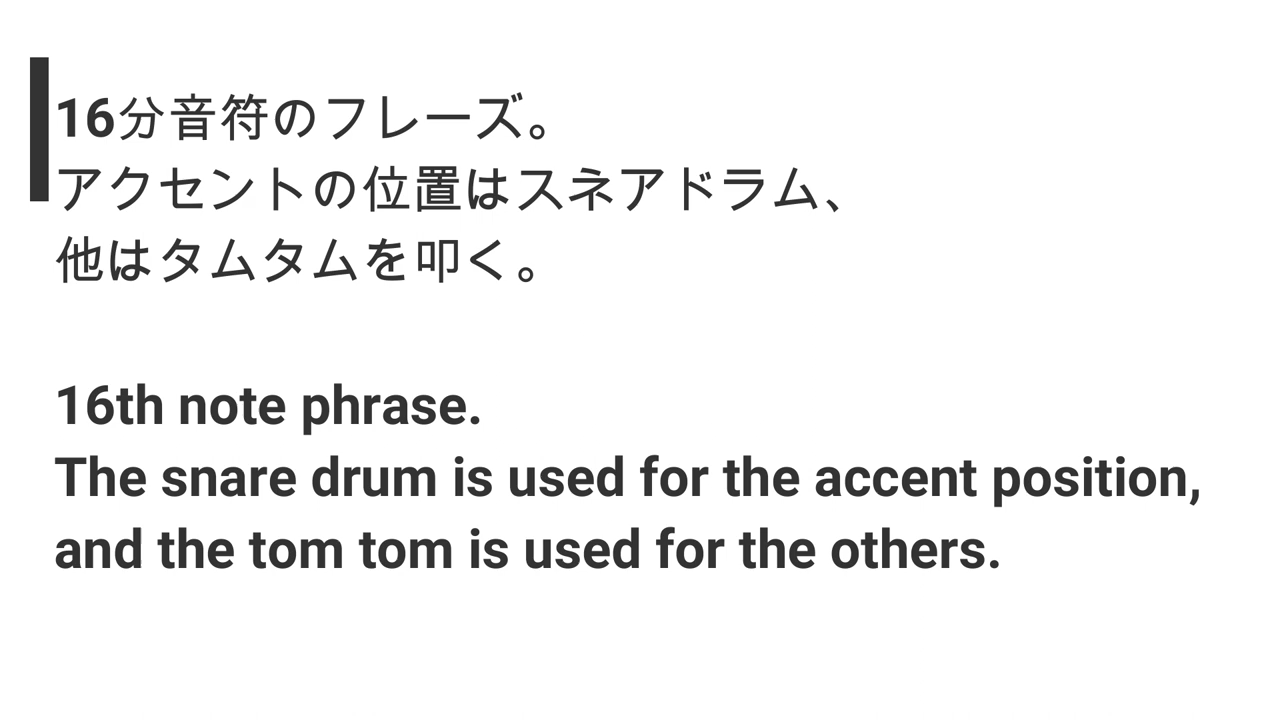 16分音符のフレーズ。
アクセントの位置はスネアドラム、
他はタムタムを叩く。
16th note phrase.
The snare drum is used for the accent position,
and the tom tom is used for the others.